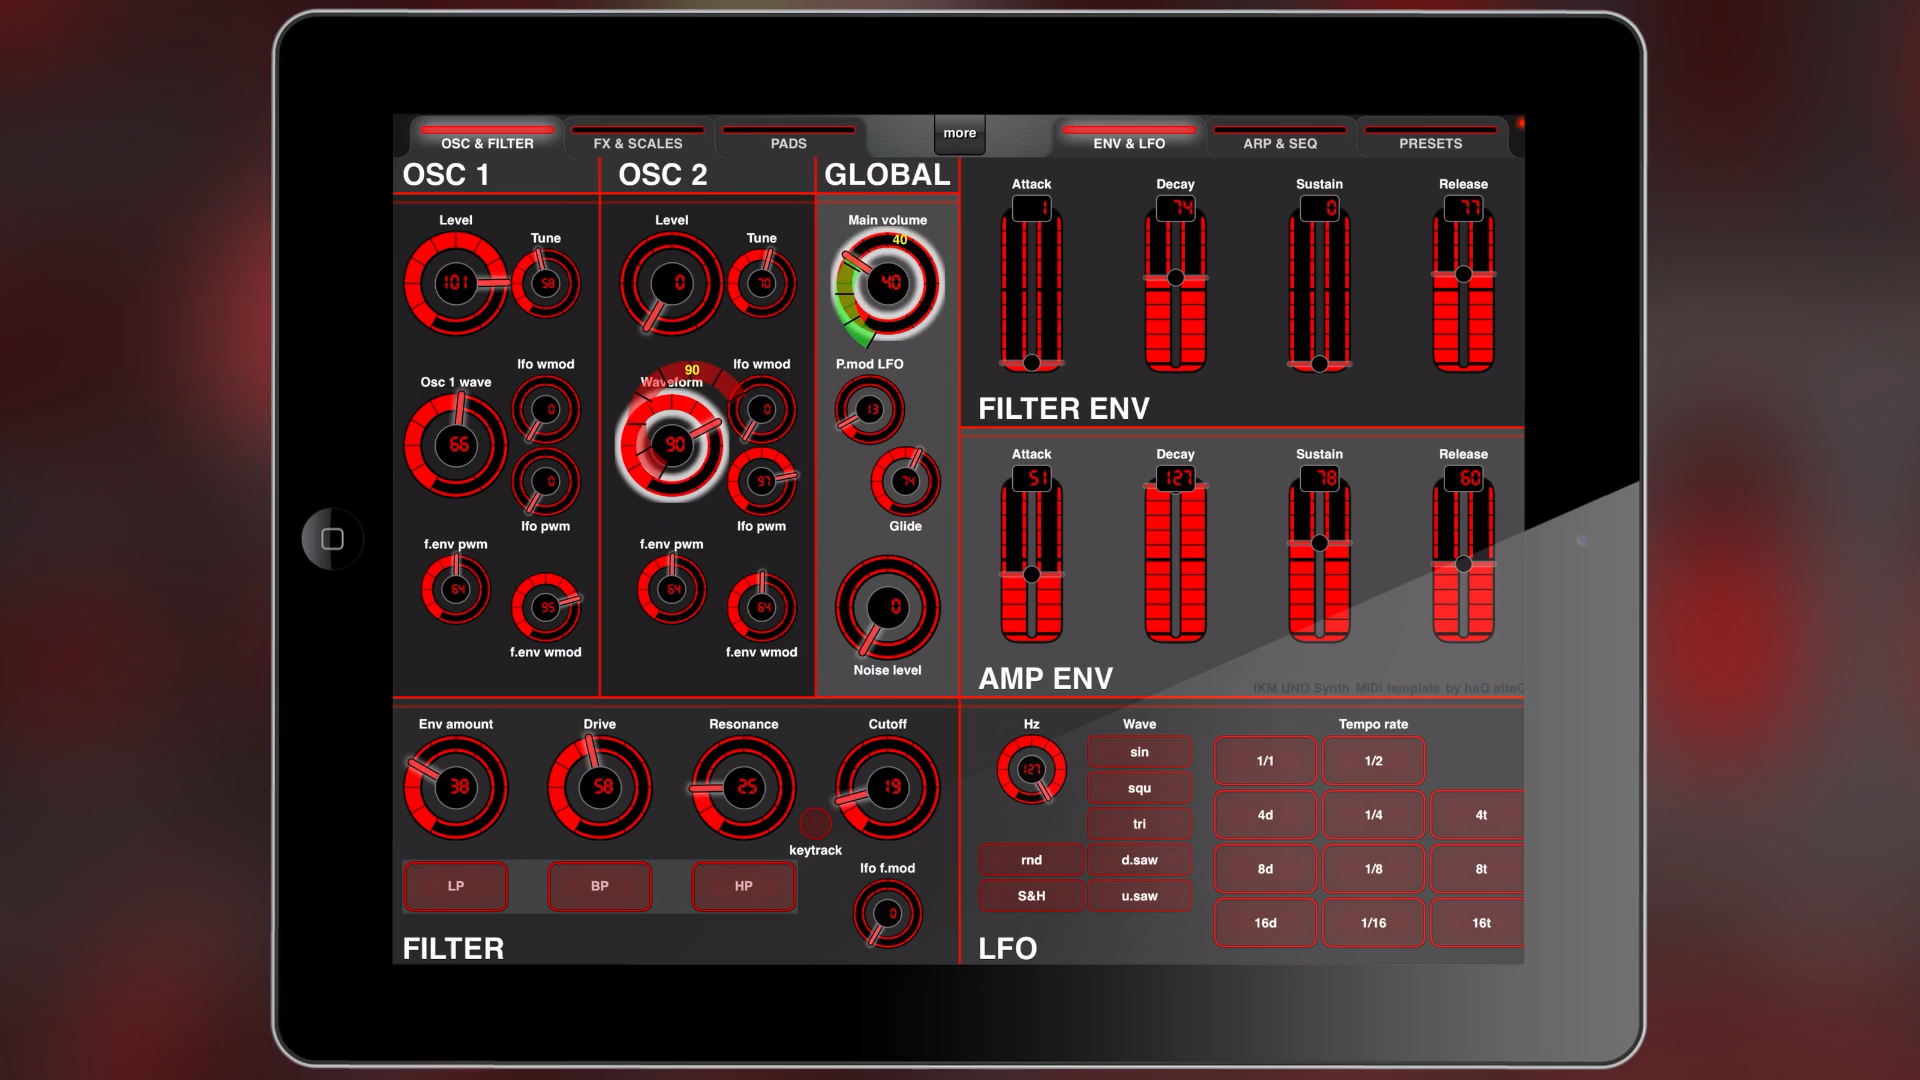 OSC & FILTER
FX & SCALES
PADS
more
ENV & LFO
ARP & SEQ
PRESETS
OSC 1
Level
101
Tune
58
Osc 1 wave
66
lfo wmod
0
0
lfo pwm
f.env pwm
64
95
f.env wmod
OSC 2
Level
0
Tune
70
Waveform
90
90
lfo wmod
0
97
lfo pwm
f.env pwm
64
64
f.env wmod
GLOBAL
Main volume
40
40
P.mod LFO
13
74
Glide
0
Noise level
Attack
Decay
Sustain
Release
1
74
0
77
FILTER ENV
Attack
Decay
Sustain
Release
51
127
78
60
AMP ENV
IKM UNO Synth MIDI template by haQ attaQ
Env amount
Drive
Resonance
Cutoff
38
58
25
19
keytrack
lfo f.mod
0
LP
BP
HP
FILTER
Hz
127
Wave
sin
squ
tri
rnd
d.saw
S&H
u.saw
Tempo rate
1/1
1/2
4d
1/4
4t
8d
1/8
8t
16d
1/16
16t
LFO